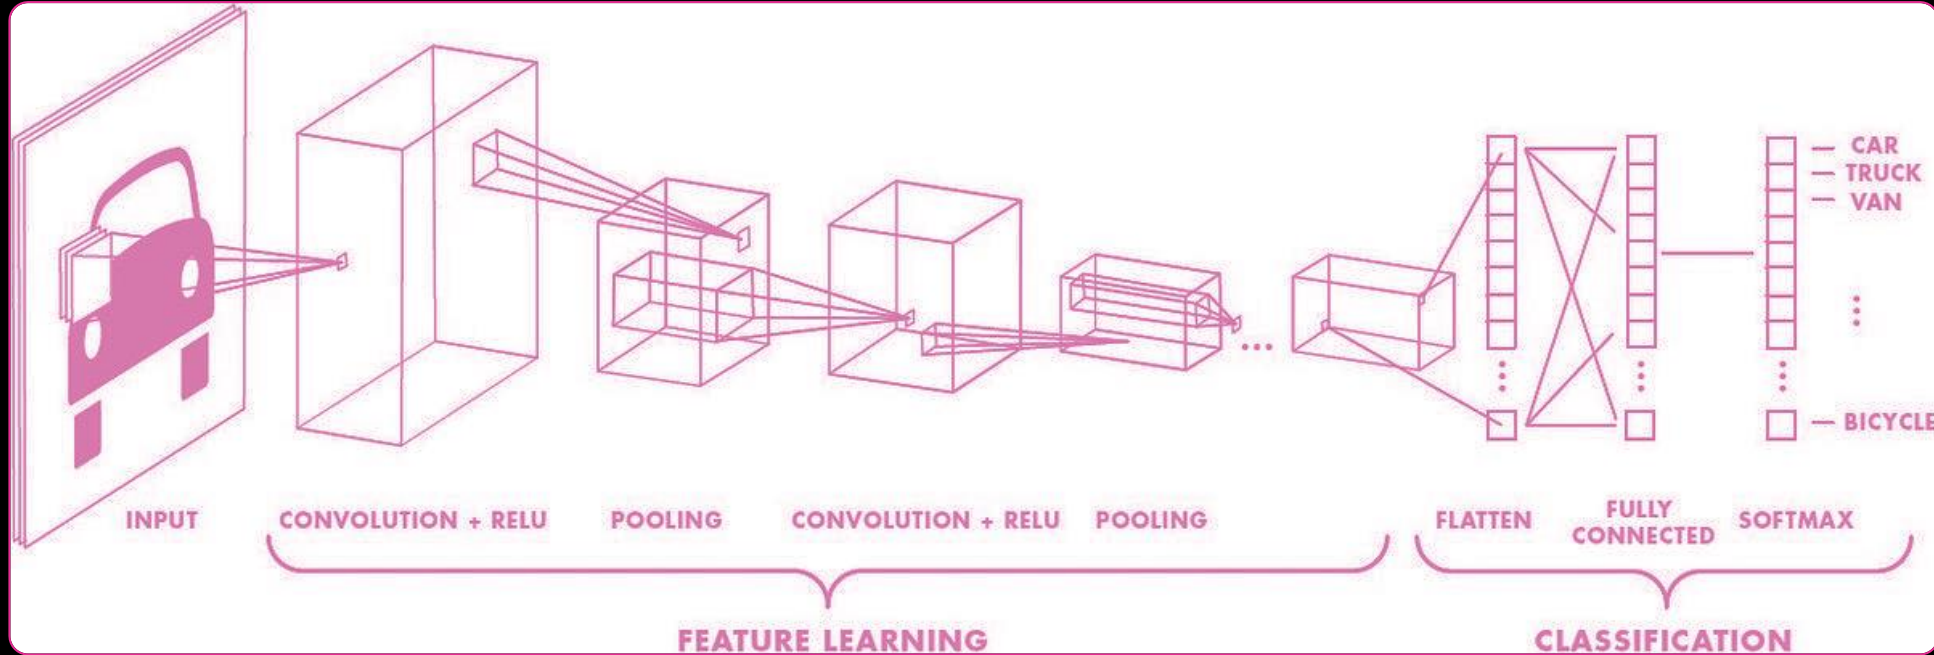 CAR
TRUCK
VAN
BICYCLE
INPUT
CONVOLUTION + RELU
POOLING
CONVOLUTION + RELU
POOLING
FLATTEN
FULLY
CONNECTED
SOFTMAX
FEATURE LEARNING
CLASSIFICATION